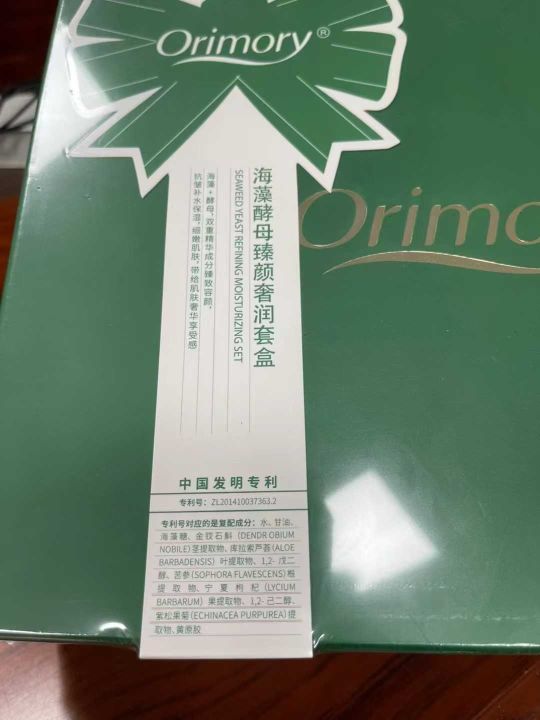 Orimory®
海藻酵母臻颜奢润套盒
SEAWEED YEAST REFINING MOISTURIZING SET
海藻+酵母，双重精华成分臻致容颜，
抗皱补水保湿，细嫩肌肤，带给肌肤奢华享受感
Orimo
中国发明专利
专利号：ZL201410037363.2
专利号对应的是复配成分：水、甘油、
海藻糖、金钗石斛（DENDR OBIUM
NOBILE）茎提取物、库拉索芦荟（ALOE
BARBADENSIS）叶提取物、1,2-戊二
醇、苦参（SOPHORA FLAVESCENS）根
提取物、宁夏枸杞（LYCIUM
BARBARUM）果提取物、1,2-己二醇、
紫松果菊（ECHINACEA PURPUREA）提
取物、黄原胶